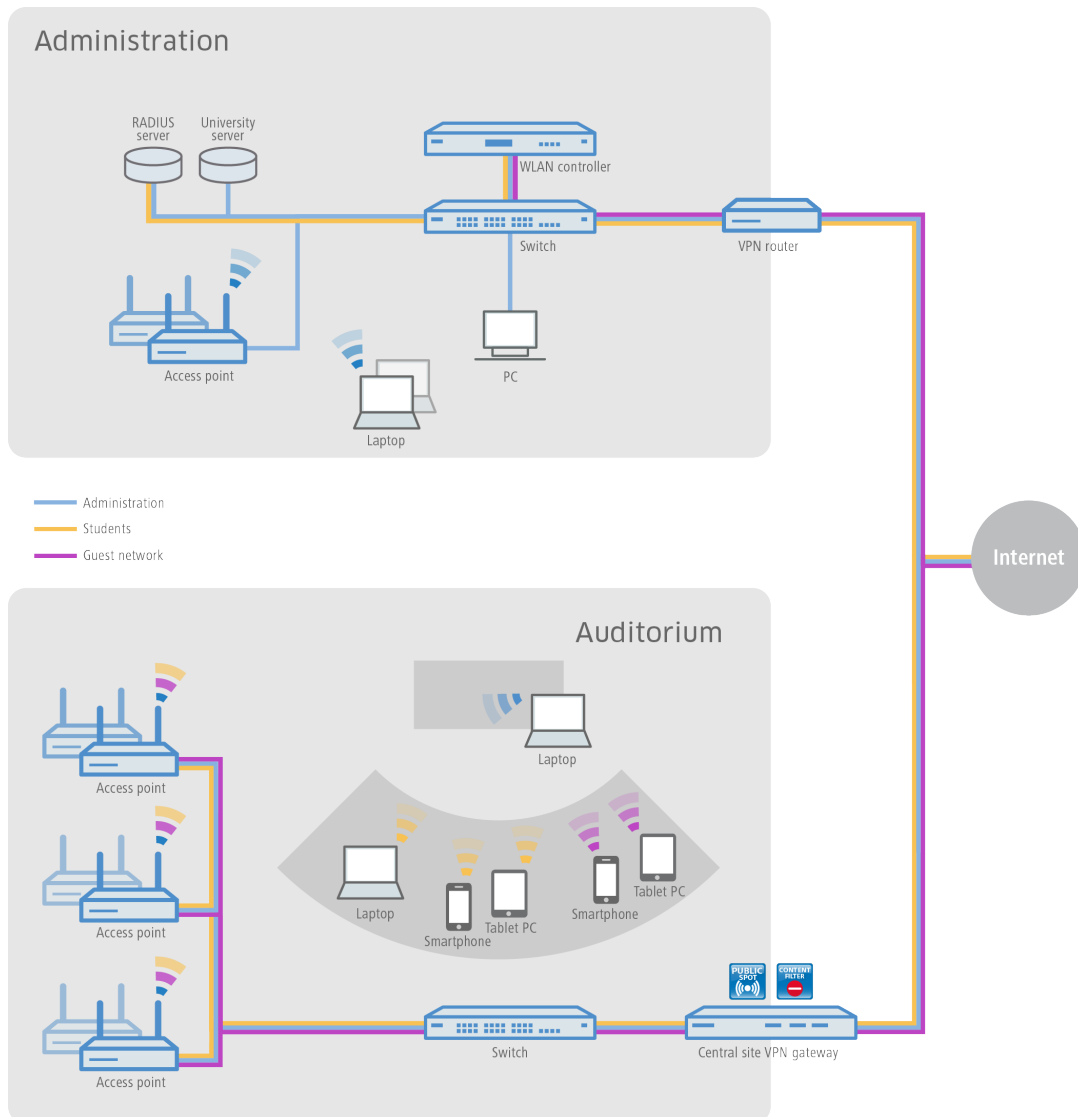 Administration
RADIUS
server
University
server
WLAN controller
Switch
VPN router
Access point
PC
Laptop
Administration
Students
Guest network
Internet
Auditorium
Access point
Laptop
Access point
Laptop
Smartphone
Tablet PC
Smartphone
Tablet PC
PUBLIC
SPOT
CONTENT
FILTER
Access point
Switch
Central site VPN gateway